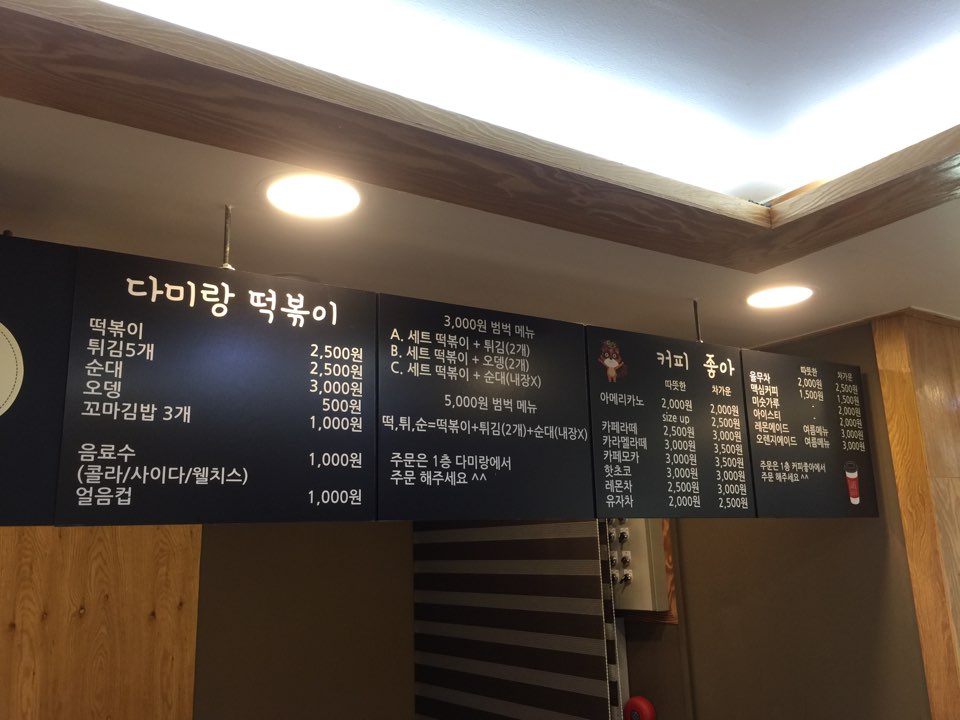 다미랑 떡볶이
떡볶이 2,500원
튀김5개 2,500원
순대 3,000원
오뎅 500원
꼬마김밥 3개 1,000원
음료수 1,000원
(콜라/사이다/웰치스)
얼음컵 1,000원
3,000원 범벅 메뉴
A. 세트 떡볶이 + 튀김(2개)
B. 세트 떡볶이 + 오뎅(2개)
C. 세트 떡볶이 + 순대(내장X)
5,000원 범벅 메뉴
떡,튀,순=떡볶이+튀김(2개)+순대(내장X)
주문은 1층 다미랑에서
주문 해주세요 ^^
커피 좋아
따뜻한 차가운
아메리카노 2,000원 2,000원
size up 2,500원
카페라떼 2,500원 3,000원
카라멜라떼 3,000원 3,500원
카페모카 3,000원 3,500원
핫초코 3,000원 3,000원
레몬차 2,500원 3,000원
유자차 2,000원 2,500원
따뜻한 차가운
율무차 2,000원 2,500원
맥심커피 1,500원 1,500원
미숫가루 - 2,000원
아이스티 - 2,000원
레몬에이드 여름메뉴 3,000원
오렌지에이드 여름메뉴 3,000원
주문은 1층 커피좋아에서
주문 해주세요 ^^